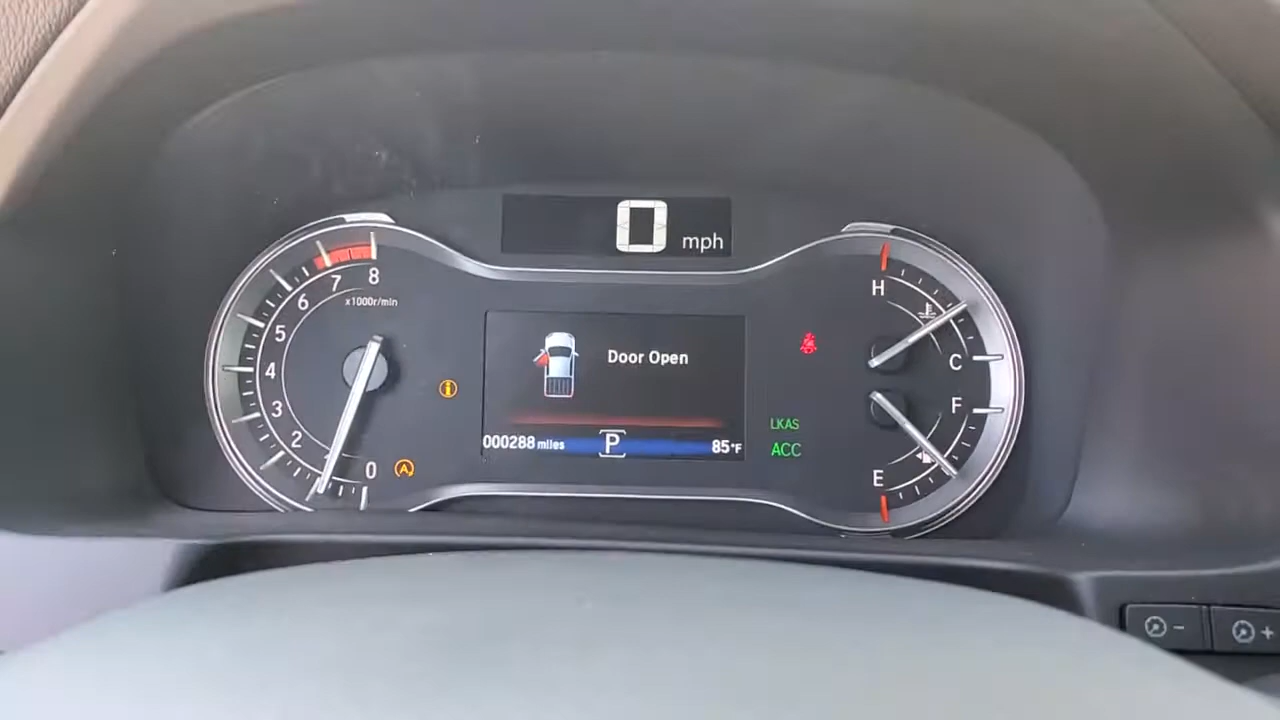 0 mph
8
7
6
5
4
3
2
0
x1000r/min
Door Open
000288 miles
P
85°F
A
LKAS
ACC
H
C
F
E
−
+